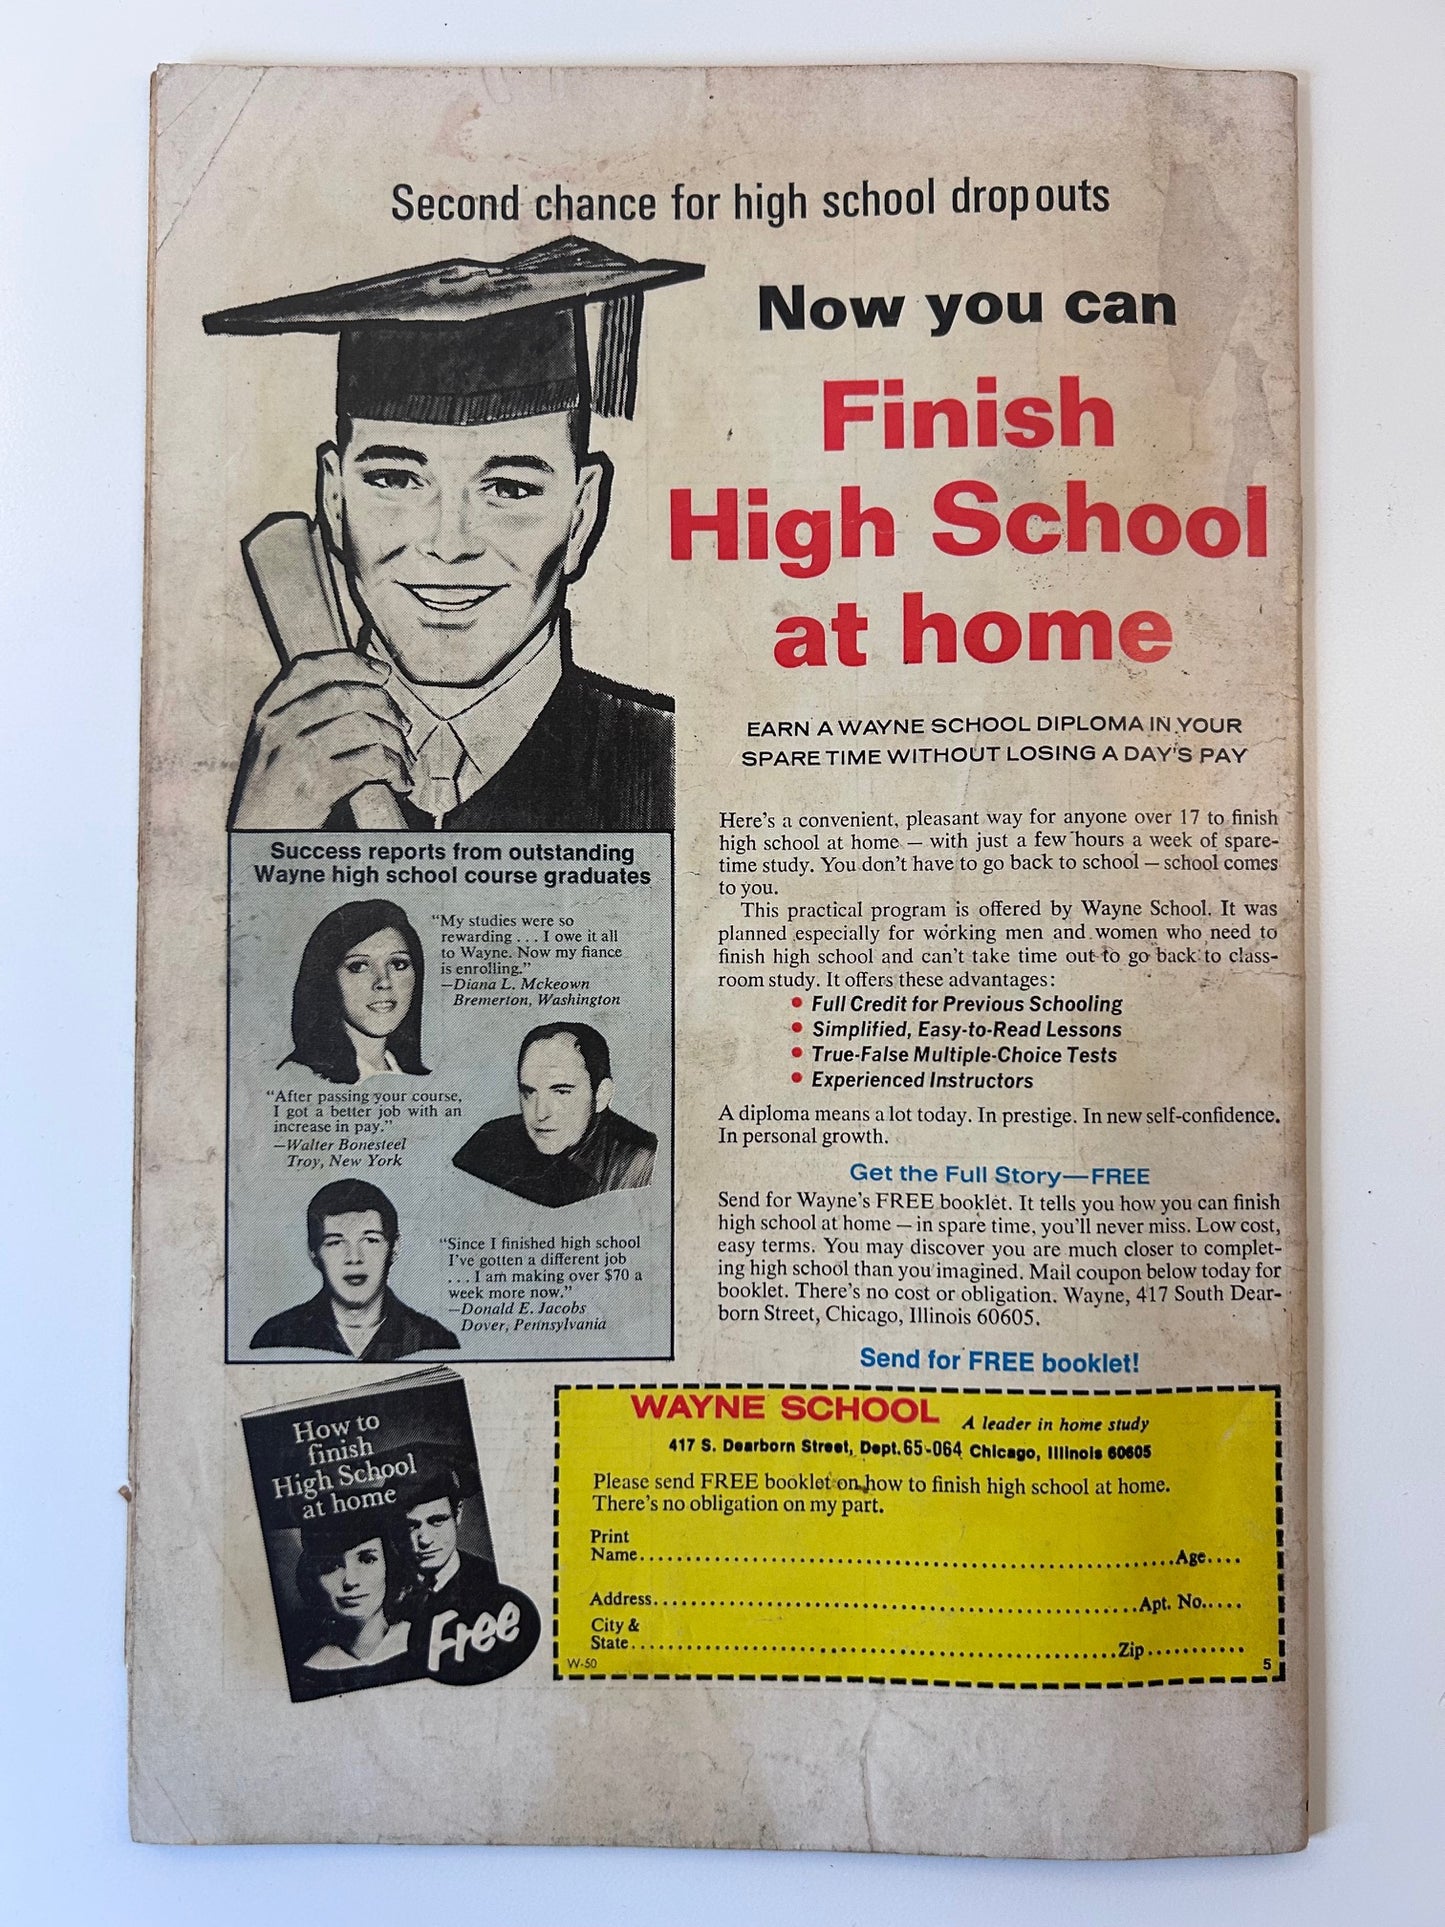 Second chance for high school dropouts
Now you can
Finish
High School
at home
EARN A WAYNE SCHOOL DIPLOMA IN YOUR
SPARE TIME WITHOUT LOSING A DAY'S PAY
Here's a convenient, pleasant way for anyone over 17 to finish
high school at home — with just a few hours a week of spare-
time study. You don't have to go back to school — school comes
to you.
This practical program is offered by Wayne School. It was
planned especially for working men and women who need to
finish high school and can't take time out to go back to class-
room study. It offers these advantages:
• Full Credit for Previous Schooling
• Simplified, Easy-to-Read Lessons
• True-False Multiple-Choice Tests
• Experienced Instructors
A diploma means a lot today. In prestige. In new self-confidence.
In personal growth.
Get the Full Story—FREE
Send for Wayne's FREE booklet. It tells you how you can finish
high school at home — in spare time, you'll never miss. Low cost,
easy terms. You may discover you are much closer to complet-
ing high school than you imagined. Mail coupon below today for
booklet. There's no cost or obligation. Wayne, 417 South Dear-
born Street, Chicago, Illinois 60605.
Send for FREE booklet!
Success reports from outstanding
Wayne high school course graduates
"My studies were so
rewarding . . . I owe it all
to Wayne. Now my fiance
is enrolling."
—Diana L. Mckeown
Bremerton, Washington
"After passing your course,
I got a better job with an
increase in pay."
—Walter Bonesteel
Troy, New York
"Since I finished high school
I've gotten a different job
. . . I am making over $70 a
week more now."
—Donald E. Jacobs
Dover, Pennsylvania
How to
finish
High School
at home
Free
WAYNE SCHOOL A leader in home study
417 S. Dearborn Street, Dept. 65-064 Chicago, Illinois 60605
Please send FREE booklet on how to finish high school at home.
There's no obligation on my part.
Print
Name..........Age....
Address..........Apt. No.....
City &
State..........Zip..........
W-50 5